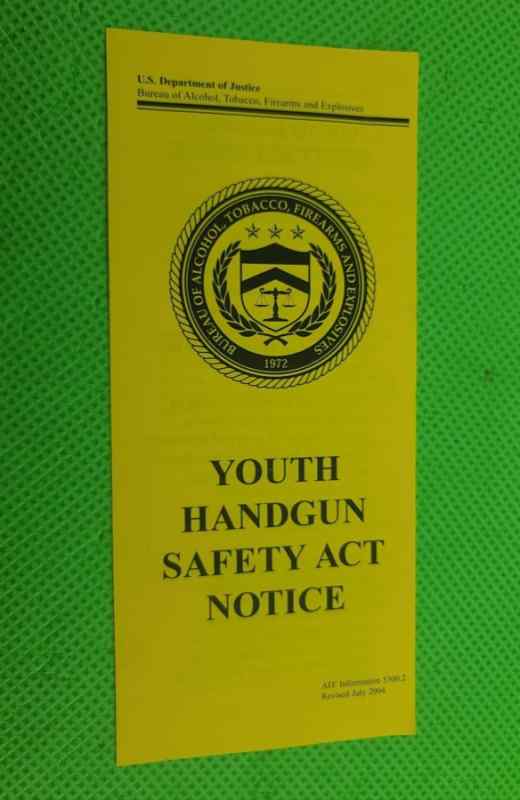 U.S. Department of Justice
Bureau of Alcohol, Tobacco, Firearms and Explosives
BUREAU OF ALCOHOL, TOBACCO, FIREARMS AND EXPLOSIVES
1972
YOUTH
HANDGUN
SAFETY ACT
NOTICE
ATF Information 5300.2
Revised July 2004